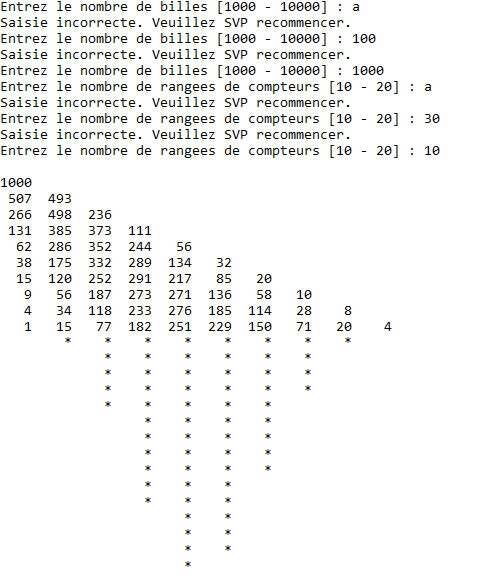 Entrez le nombre de billes [1000 - 10000] : a
Saisie incorrecte. Veuillez SVP recommencer.
Entrez le nombre de billes [1000 - 10000] : 100
Saisie incorrecte. Veuillez SVP recommencer.
Entrez le nombre de billes [1000 - 10000] : 1000
Entrez le nombre de rangees de compteurs [10 - 20] : a
Saisie incorrecte. Veuillez SVP recommencer.
Entrez le nombre de rangees de compteurs [10 - 20] : 30
Saisie incorrecte. Veuillez SVP recommencer.
Entrez le nombre de rangees de compteurs [10 - 20] : 10
1000
 507  493
 266  498  236
 131  385  373  111
  62  286  352  244   56
  38  175  332  289  134   32
  15  120  252  291  217   85   20
   9   56  187  273  271  136   58   10
   4   34  118  233  276  185  114   28    8
   1   15   77  182  251  229  150   71   20    4
        *    *    *    *    *    *    *    *
             *    *    *    *    *    *
             *    *    *    *    *    *
             *    *    *    *    *    *
             *    *    *    *    *
                  *    *    *    *
                  *    *    *    *
                  *    *    *    *
                  *    *    *    *
                  *    *    *
                  *    *    *
                       *    *
                       *    *
                       *    *
                       *